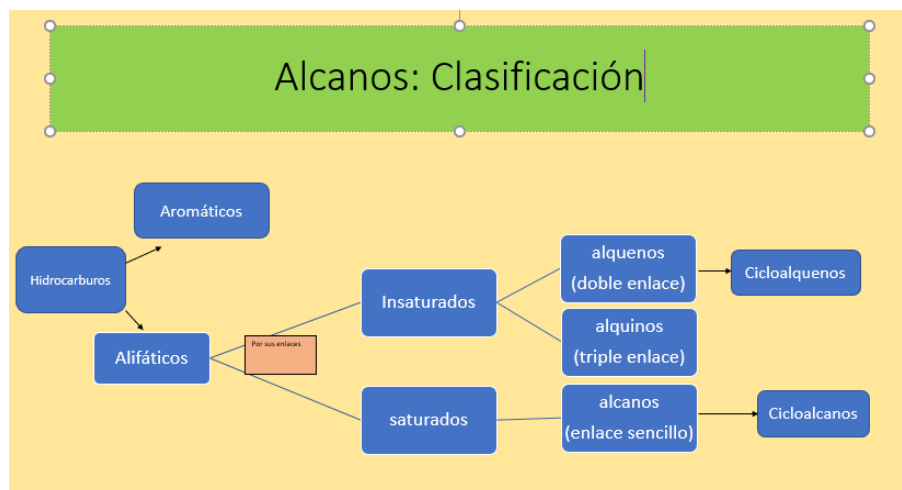 Alcanos: Clasificación
Aromáticos
Hidrocarburos
Alifáticos
Por sus enlaces
Insaturados
saturados
alquenos
(doble enlace)
alquinos
(triple enlace)
alcanos
(enlace sencillo)
Cicloalquenos
Cicloalcanos